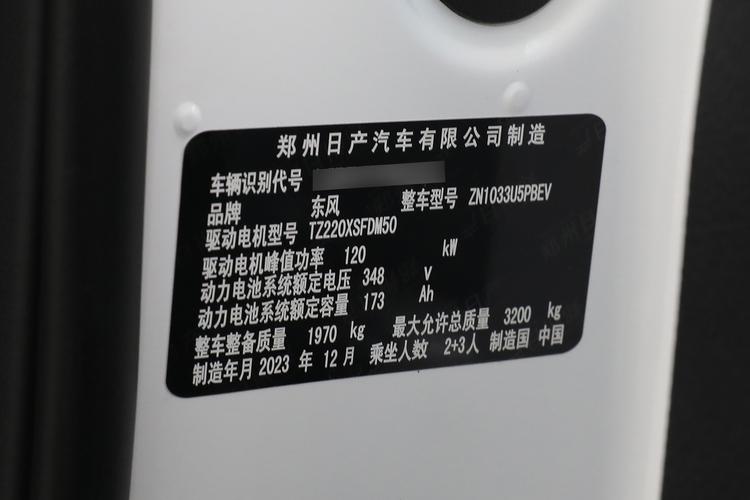 郑州日产汽车有限公司制造
车辆识别代号
品牌 东风 整车型号 ZN1033U5PBEV
驱动电机型号 TZ220XSFDM50
驱动电机峰值功率 120 kW
动力电池系统额定电压 348 V
动力电池系统额定容量 173 Ah
整车整备质量 1970 kg 最大允许总质量 3200 kg
制造年月 2023 年 12 月 乘坐人数 2+3人 制造国 中国